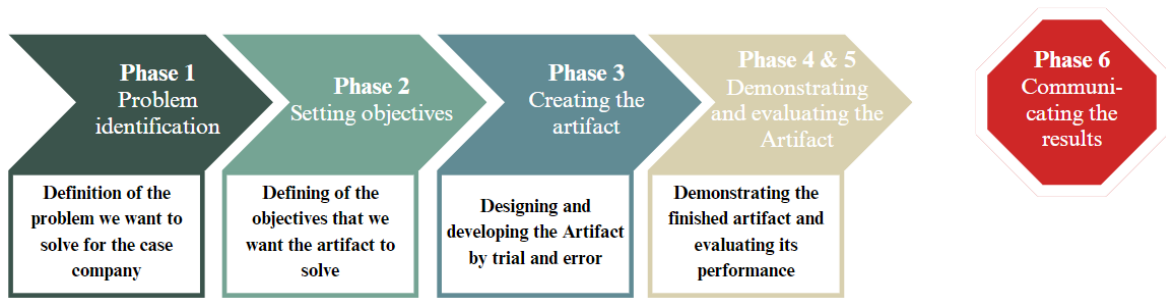 Phase 1
Problem
identification
Definition of the
problem we want to
solve for the case
company
Phase 2
Setting objectives
Defining of the
objectives that we
want the artifact to
solve
Phase 3
Creating the
artifact
Designing and
developing the Artifact
by trial and error
Phase 4 & 5
Demonstrating
and evaluating the
Artifact
Demonstrating the
finished artifact and
evaluating its
performance
Phase 6
Communi-
cating the
results